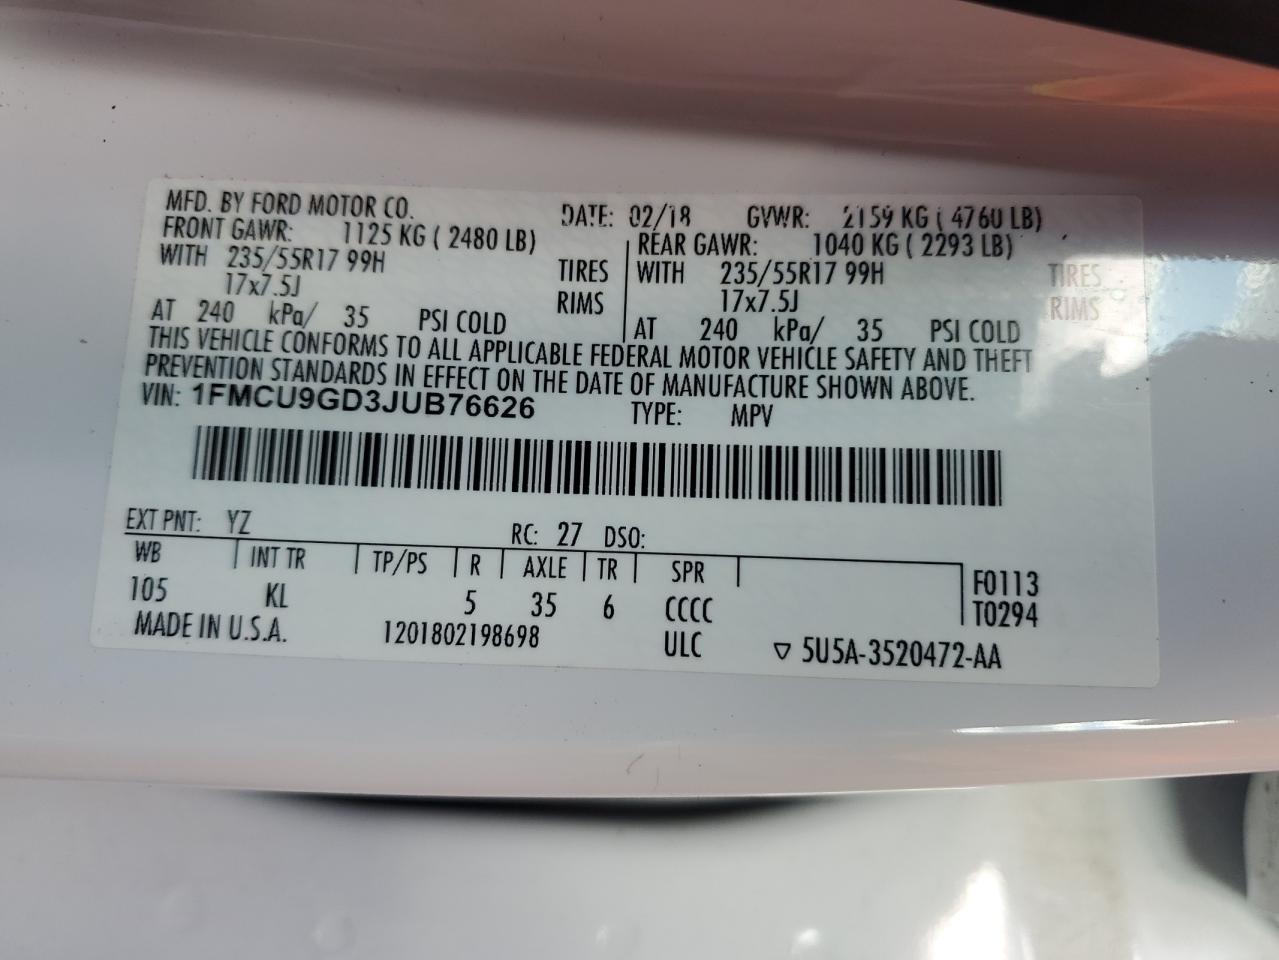 MFD. BY FORD MOTOR CO. DATE: 02/18 GVWR: 2159 KG ( 4760 LB)
FRONT GAWR: 1125 KG ( 2480 LB) REAR GAWR: 1040 KG ( 2293 LB)
WITH 235/55R17 99H TIRES WITH 235/55R17 99H TIRES
17x7.5J RIMS 17x7.5J RIMS
AT 240 kPa/ 35 PSI COLD AT 240 kPa/ 35 PSI COLD
THIS VEHICLE CONFORMS TO ALL APPLICABLE FEDERAL MOTOR VEHICLE SAFETY AND THEFT
PREVENTION STANDARDS IN EFFECT ON THE DATE OF MANUFACTURE SHOWN ABOVE.
VIN: 1FMCU9GD3JUB76626 TYPE: MPV
EXT PNT: YZ RC: 27 DSO:
WB INT TR TP/PS R AXLE TR SPR F0113
105 KL 5 35 6 CCCC T0294
MADE IN U.S.A. 1201802198698 ULC ▽ 5U5A-3520472-AA